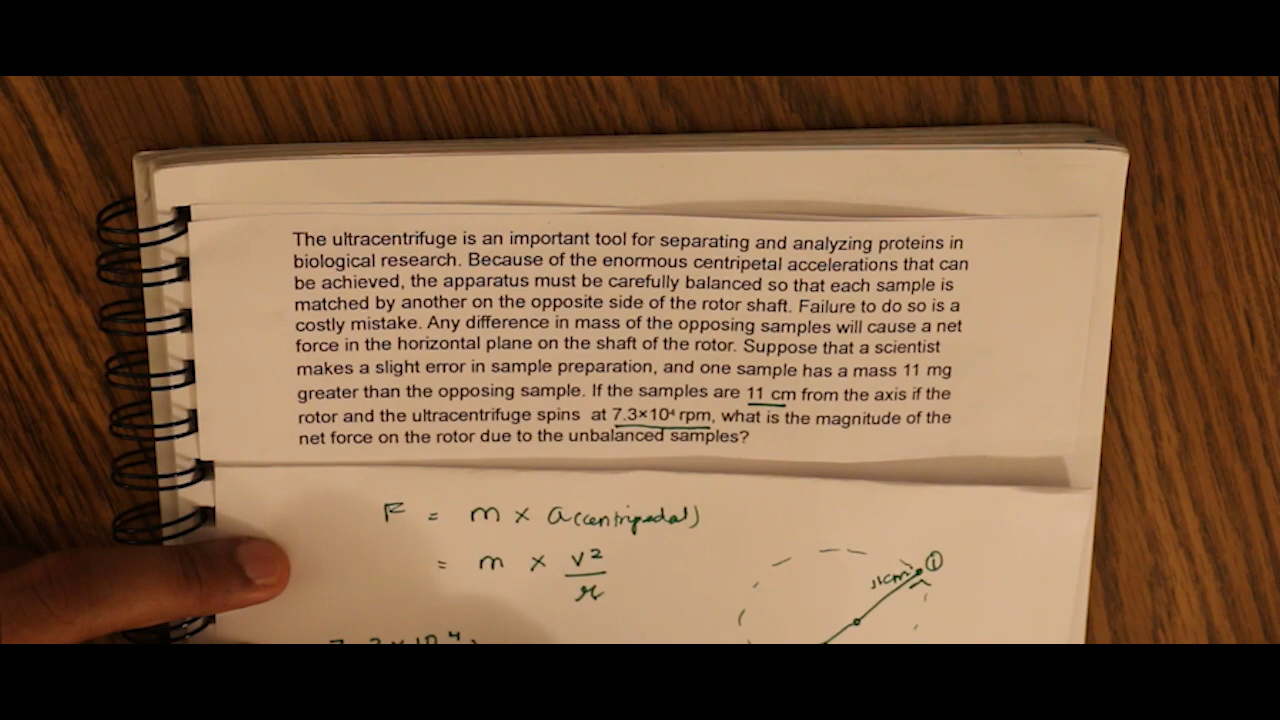 The ultracentrifuge is an important tool for separating and analyzing proteins in
biological research. Because of the enormous centripetal accelerations that can
be achieved, the apparatus must be carefully balanced so that each sample is
matched by another on the opposite side of the rotor shaft. Failure to do so is a
costly mistake. Any difference in mass of the opposing samples will cause a net
force in the horizontal plane on the shaft of the rotor. Suppose that a scientist
makes a slight error in sample preparation, and one sample has a mass 11 mg
greater than the opposing sample. If the samples are 11 cm from the axis if the
rotor and the ultracentrifuge spins at 7.3×10⁴ rpm, what is the magnitude of the
net force on the rotor due to the unbalanced samples?
F = m × a(centripedal)
= m × v²
r
11cm
①
7.3×10⁴